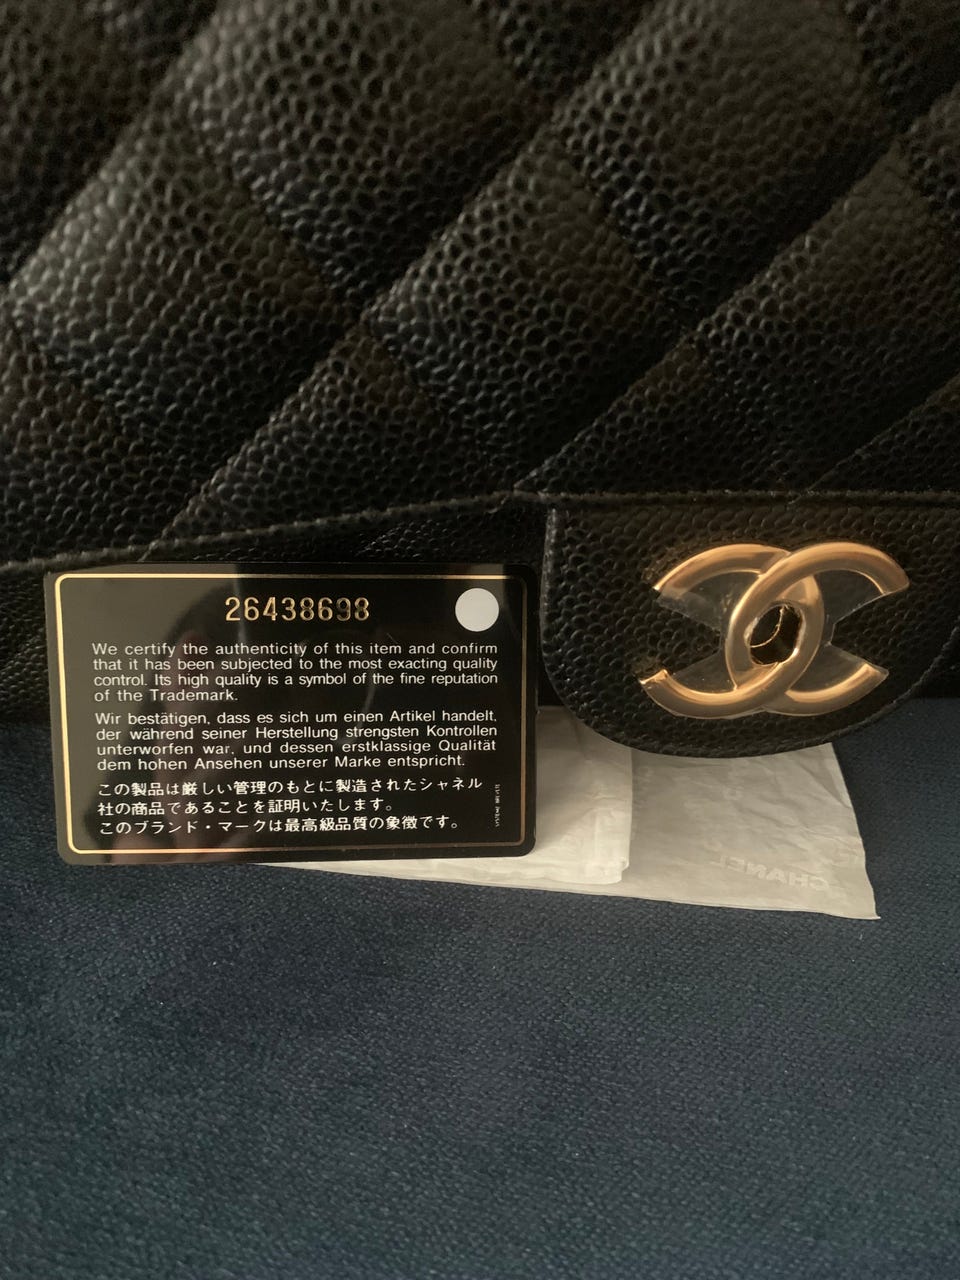 26438698
We certify the authenticity of this item and confirm
that it has been subjected to the most exacting quality
control. Its high quality is a symbol of the fine reputation
of the Trademark.
Wir bestätigen, dass es sich um einen Artikel handelt,
der während seiner Herstellung strengsten Kontrollen
unterworfen war, und dessen erstklassige Qualität
dem hohen Ansehen unserer Marke entspricht.
この製品は厳しい管理のもとに製造されたシャネル
社の商品であることを証明いたします。
このブランド・マークは最高級品質の象徴です。
CHANEL